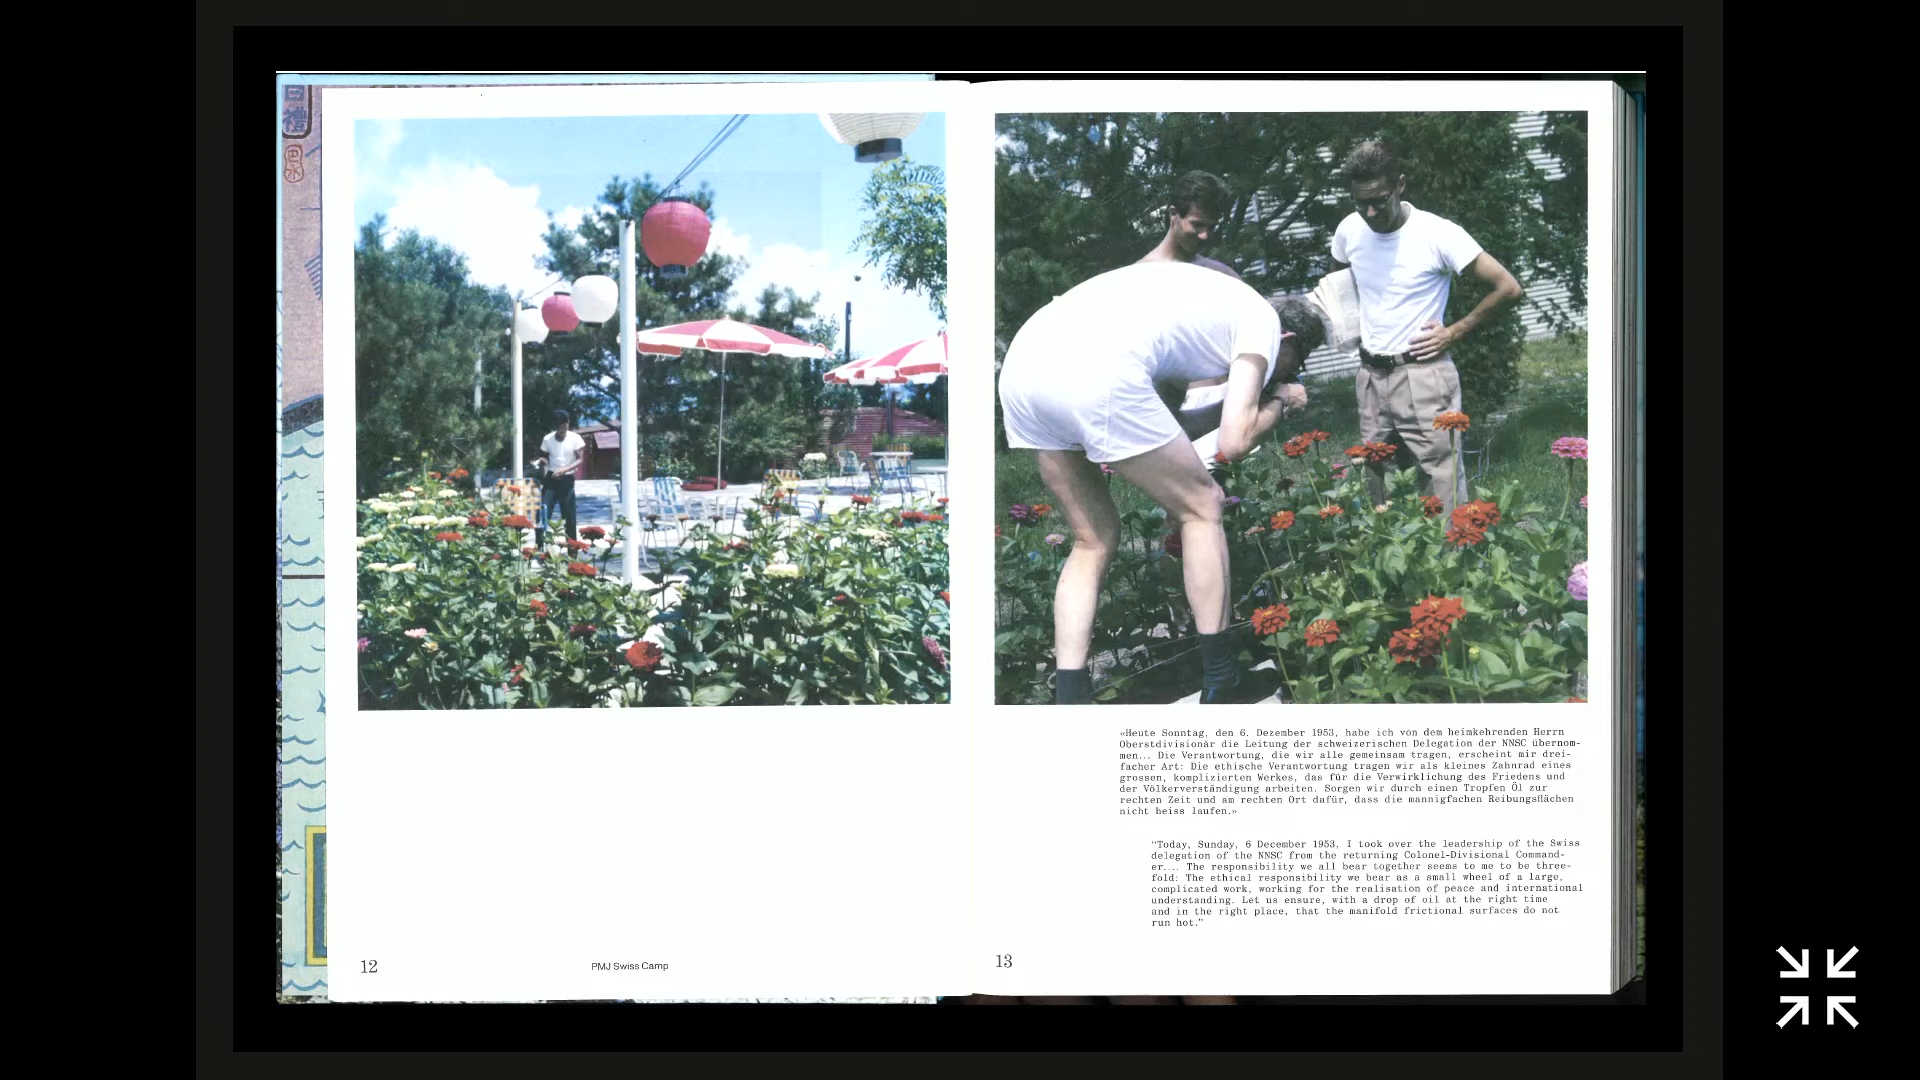 日
禮
巴水
12
PMJ Swiss Camp
«Heute Sonntag, den 6. Dezember 1953, habe ich von dem heimkehrenden Herrn
Oberstdivisionär die Leitung der schweizerischen Delegation der NNSC übernom-
men... Die Verantwortung, die wir alle gemeinsam tragen, erscheint mir drei-
facher Art: Die ethische Verantwortung tragen wir als kleines Zahnrad eines
grossen, komplizierten Werkes, das für die Verwirklichung des Friedens und
der Völkerverständigung arbeiten. Sorgen wir durch einen Tropfen Öl zur
rechten Zeit und am rechten Ort dafür, dass die mannigfachen Reibungsflächen
nicht heiss laufen.»
"Today, Sunday, 6 December 1953, I took over the leadership of the Swiss
delegation of the NNSC from the returning Colonel-Divisional Command-
er.... The responsibility we all bear together seems to me to be three-
fold: The ethical responsibility we bear as a small wheel of a large,
complicated work, working for the realisation of peace and international
understanding. Let us ensure, with a drop of oil at the right time
and in the right place, that the manifold frictional surfaces do not
run hot."
13